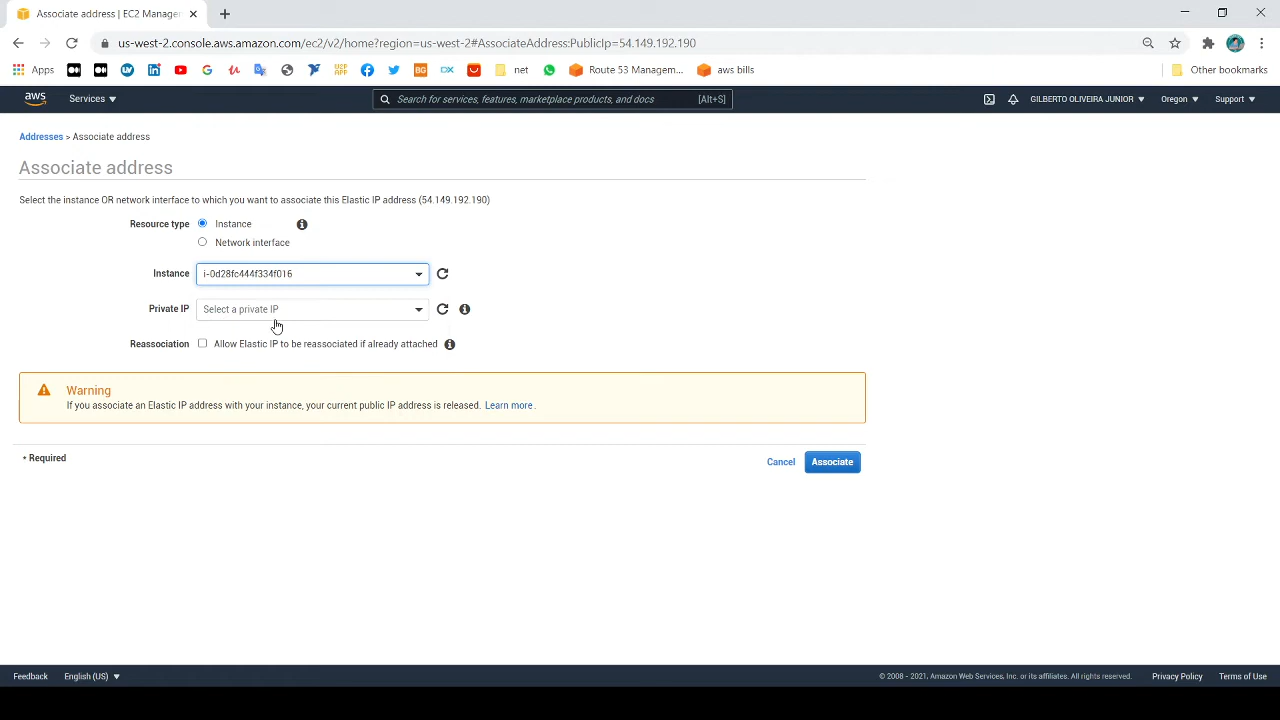 Associate address | EC2 Manage
us-west-2.console.aws.amazon.com/ec2/v2/home?region=us-west-2#AssociateAddress:PublicIp=54.149.192.190
Apps
net
Route 53 Managem...
aws bills
Other bookmarks
aws
Services
Search for services, features, marketplace products, and docs
[Alt+S]
GILBERTO OLIVEIRA JUNIOR
Oregon
Support
Addresses > Associate address
Associate address
Select the instance OR network interface to which you want to associate this Elastic IP address (54.149.192.190)
Resource type
Instance
Network interface
Instance
i-0d28fc444f334f016
Private IP
Select a private IP
Reassociation
Allow Elastic IP to be reassociated if already attached
Warning
If you associate an Elastic IP address with your instance, your current public IP address is released. Learn more.
* Required
Cancel
Associate
Feedback
English (US)
© 2008 - 2021, Amazon Web Services, Inc. or its affiliates. All rights reserved.
Privacy Policy
Terms of Use